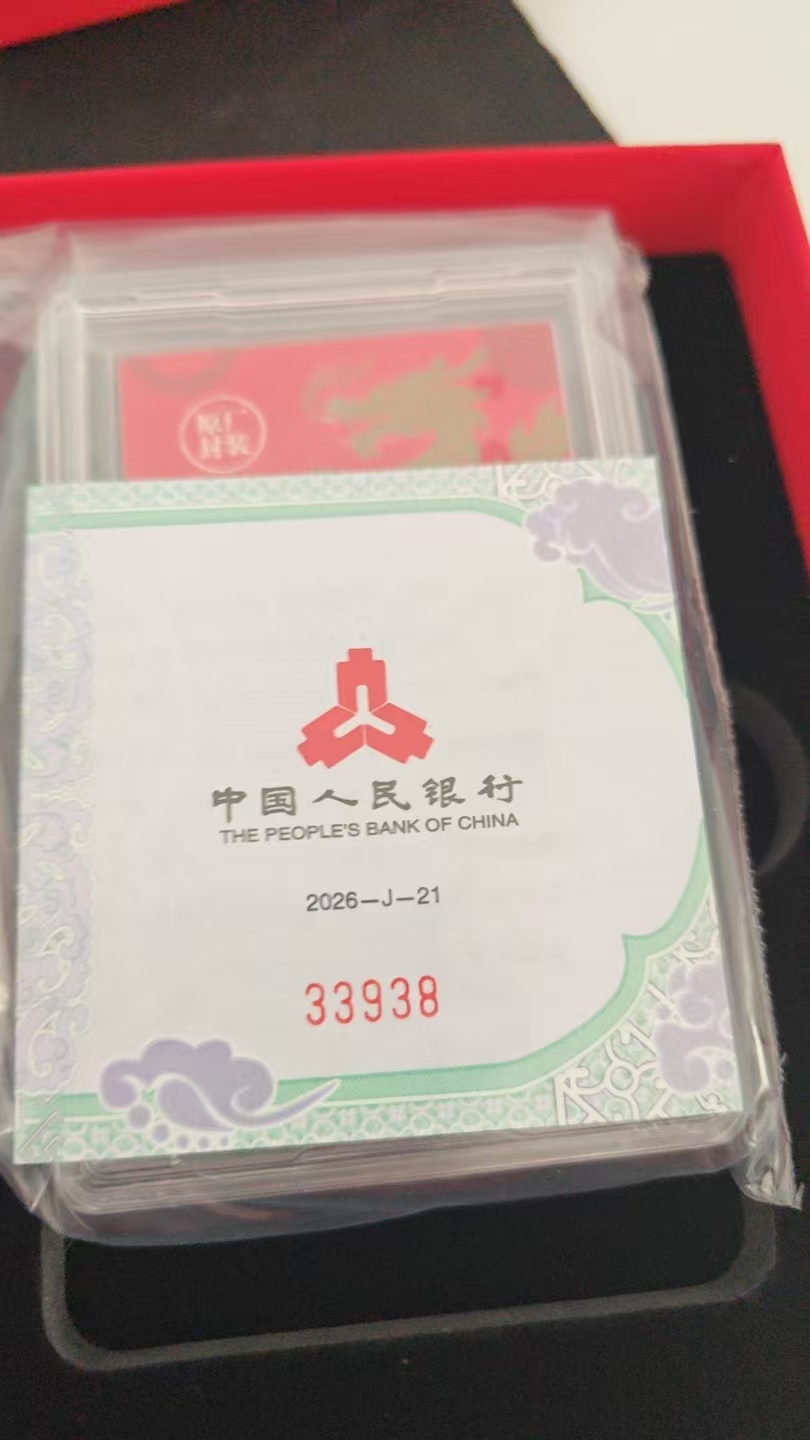 原厂
封装
中国人民银行
THE PEOPLE'S BANK OF CHINA
2026—J—21
33938